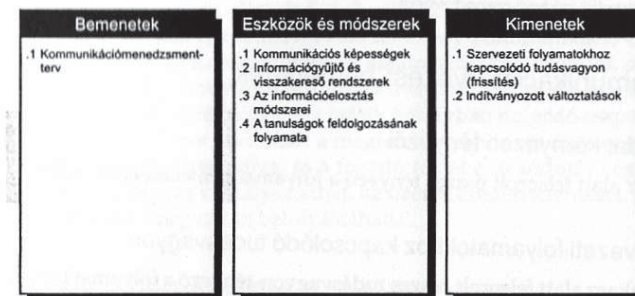 Bemenetek
.1 Kommunikációmenedzsment-
terv
Eszközök és módszerek
.1 Kommunikációs képességek
.2 Információgyűjtő és
visszakereső rendszerek
.3 Az információelosztás
módszerei
.4 A tanulságok feldolgozásának
folyamata
Kimenetek
.1 Szervezeti folyamatokhoz
kapcsolódó tudásvagyon
(frissítés)
.2 Indítványozott változtatások